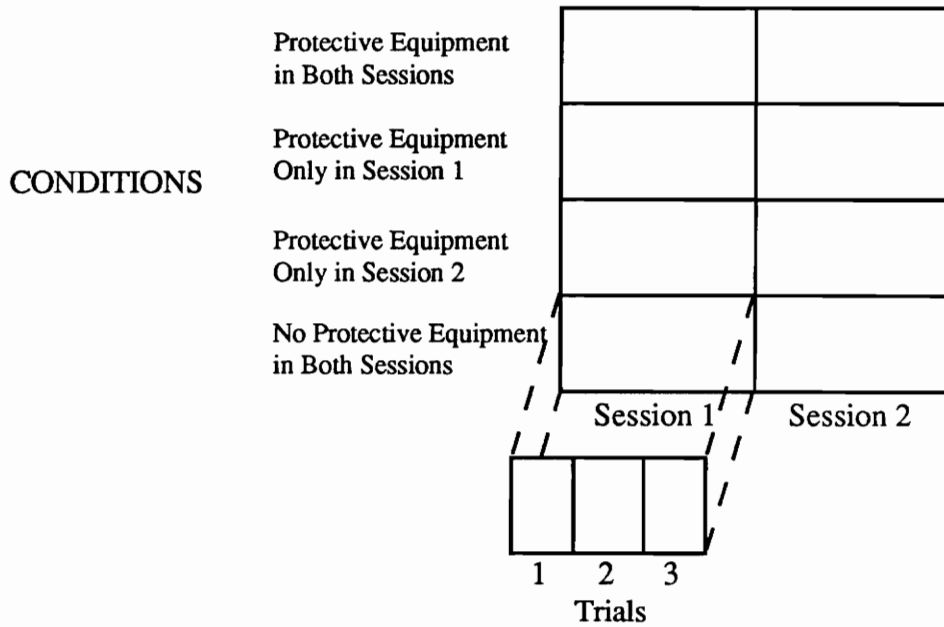 Protective Equipment
in Both Sessions
Protective Equipment
Only in Session 1
CONDITIONS
Protective Equipment
Only in Session 2
No Protective Equipment
in Both Sessions
Session 1
Session 2
1 2 3
Trials